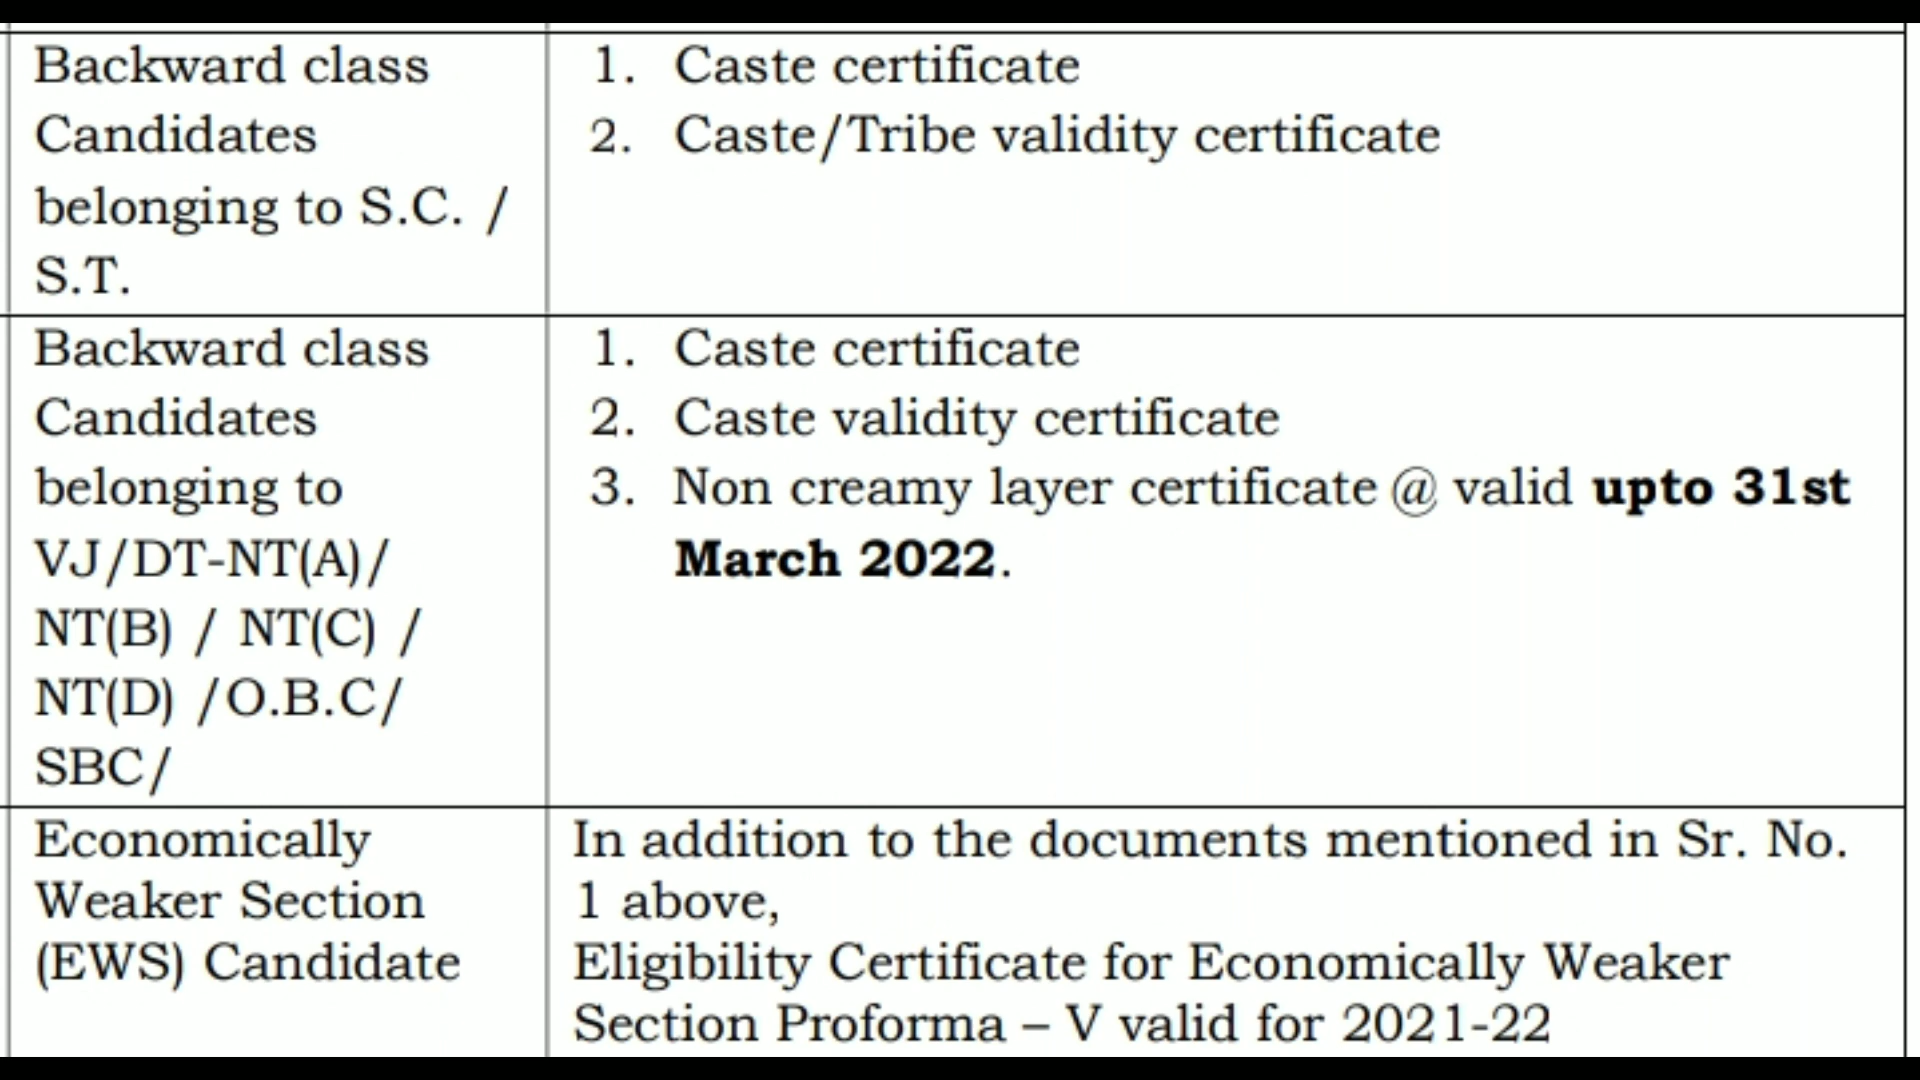 Backward class
Candidates
belonging to S.C. /
S.T.
1. Caste certificate
2. Caste/Tribe validity certificate
Backward class
Candidates
belonging to
VJ/DT-NT(A)/
NT(B) / NT(C) /
NT(D) /O.B.C/
SBC/
1. Caste certificate
2. Caste validity certificate
3. Non creamy layer certificate @ valid upto 31st
March 2022.
Economically
Weaker Section
(EWS) Candidate
In addition to the documents mentioned in Sr. No.
1 above,
Eligibility Certificate for Economically Weaker
Section Proforma – V valid for 2021-22